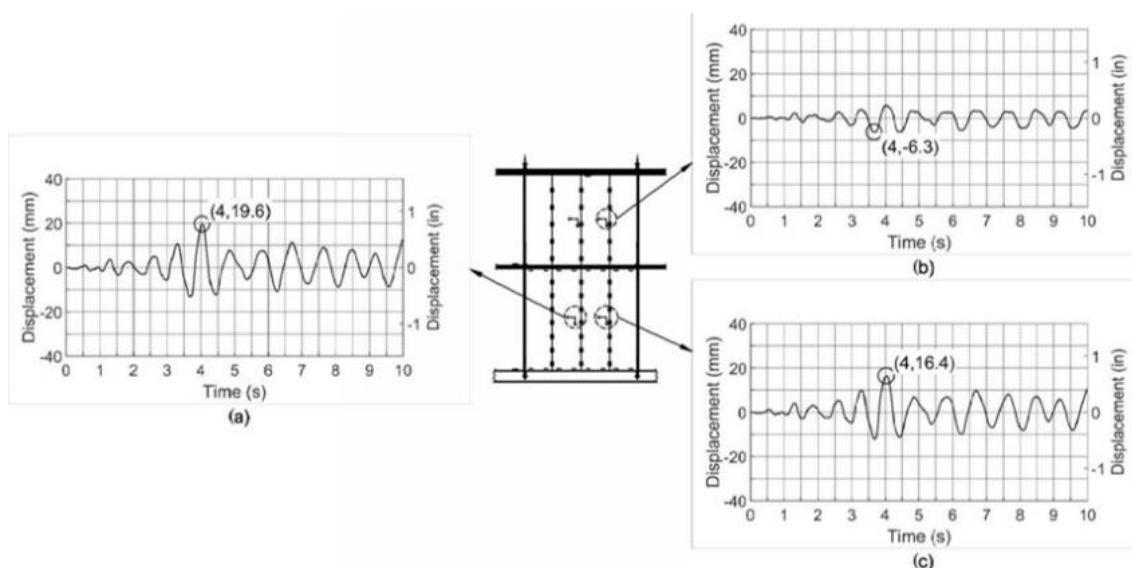 40
20
0
-20
-40
Displacement (mm)
1
0
-1
Displacement (in)
(4,-6.3)
0 1 2 3 4 5 6 7 8 9 10
Time (s)
(b)
40
20
0
-20
-40
Displacement (mm)
1
0
-1
Displacement (in)
(4,19.6)
0 1 2 3 4 5 6 7 8 9 10
Time (s)
(a)
40
20
0
-20
-40
Displacement (mm)
1
0
-1
Displacement (in)
(4,16.4)
0 1 2 3 4 5 6 7 8 9 10
Time (s)
(c)